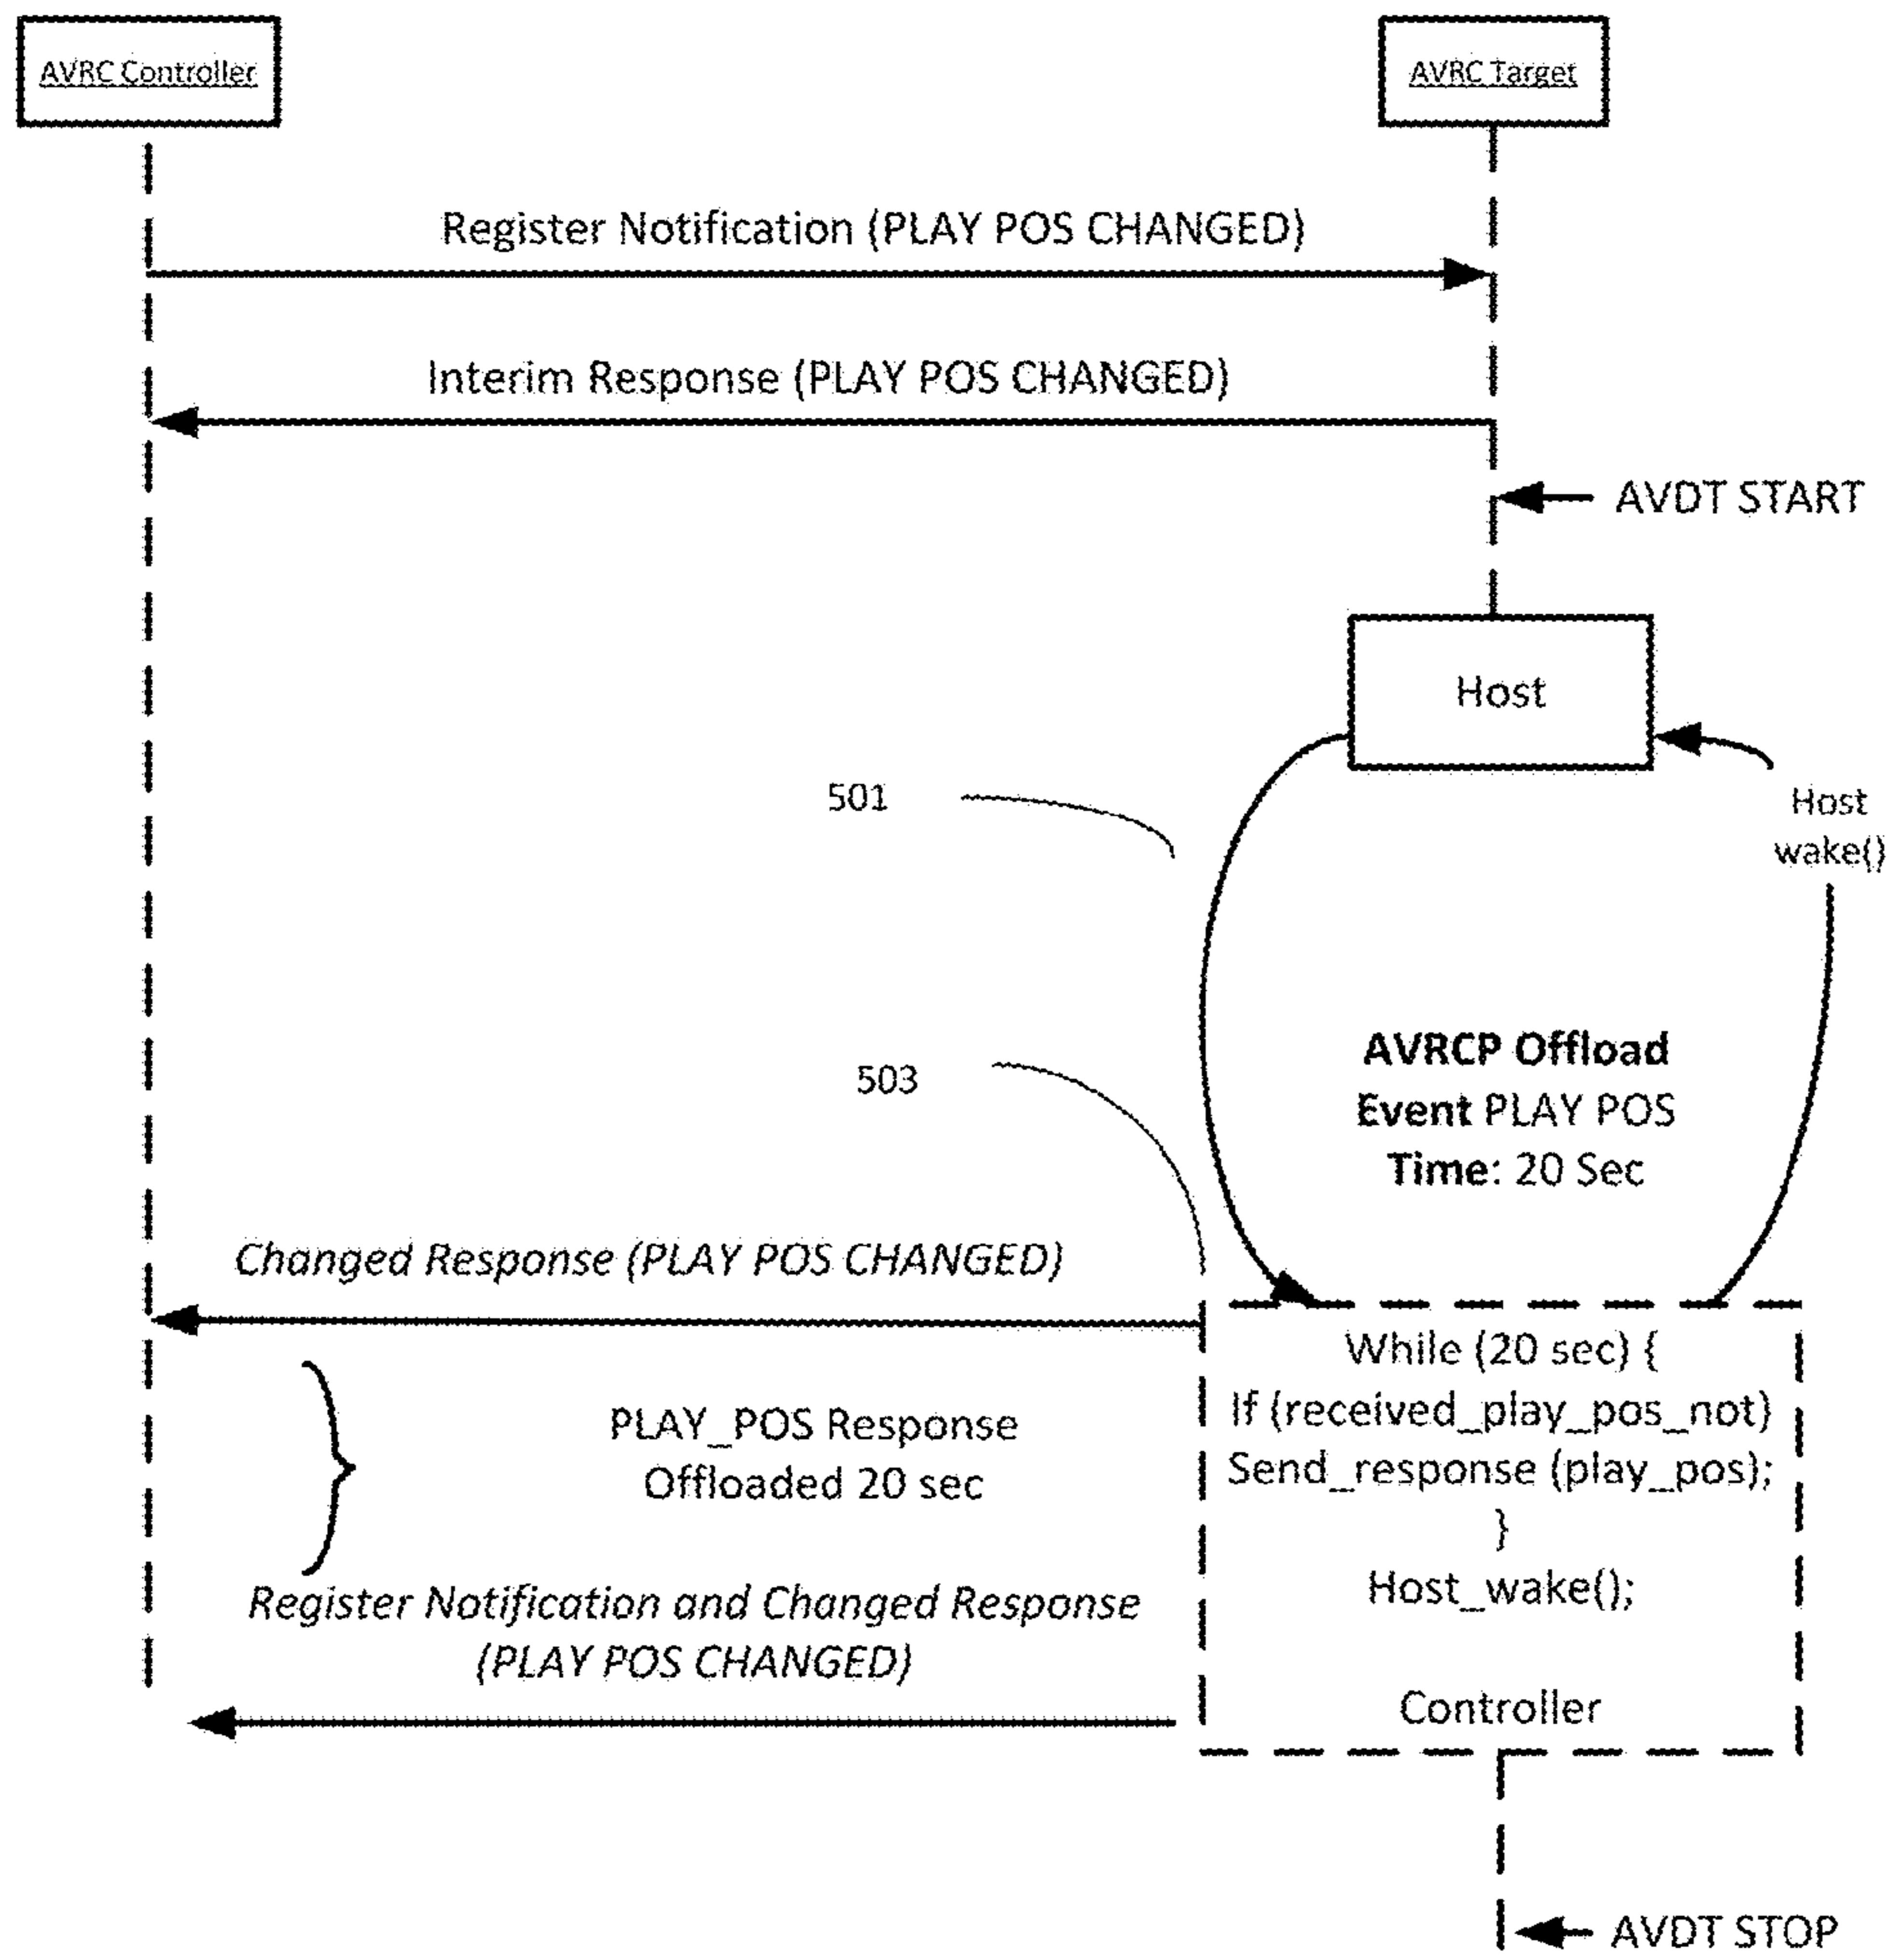 AVRC Controller
AVRC Target
Register Notification (PLAY POS CHANGED)
Interim Response (PLAY POS CHANGED)
AVDT START
Host
501
Host
wake()
AVRCP Offload
Event PLAY POS
Time: 20 Sec
503
Changed Response (PLAY POS CHANGED)
While (20 sec) {
If (received_play_pos_not)
Send_response (play_pos);
}
Host_wake();
Controller
PLAY_POS Response
Offloaded 20 sec
Register Notification and Changed Response
(PLAY POS CHANGED)
AVDT STOP